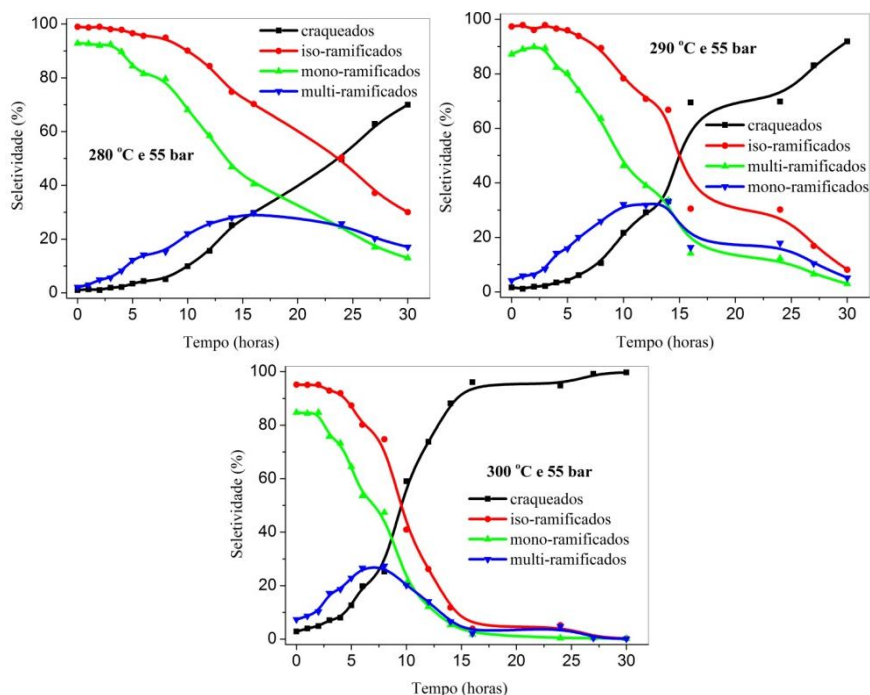 Seletividade (%)
100
80
60
40
20
0
craqueados
iso-ramificados
mono-ramificados
multi-ramificados
280 °C e 55 bar
0 5 10 15 20 25 30
Tempo (horas)
Seletividade (%)
100
80
60
40
20
0
290 °C e 55 bar
craqueados
iso-ramificados
multi-ramificados
mono-ramificados
0 5 10 15 20 25 30
Tempo (horas)
Seletividade (%)
100
80
60
40
20
0
300 °C e 55 bar
craqueados
iso-ramificados
mono-ramificados
multi-ramificados
0 5 10 15 20 25 30
Tempo (horas)